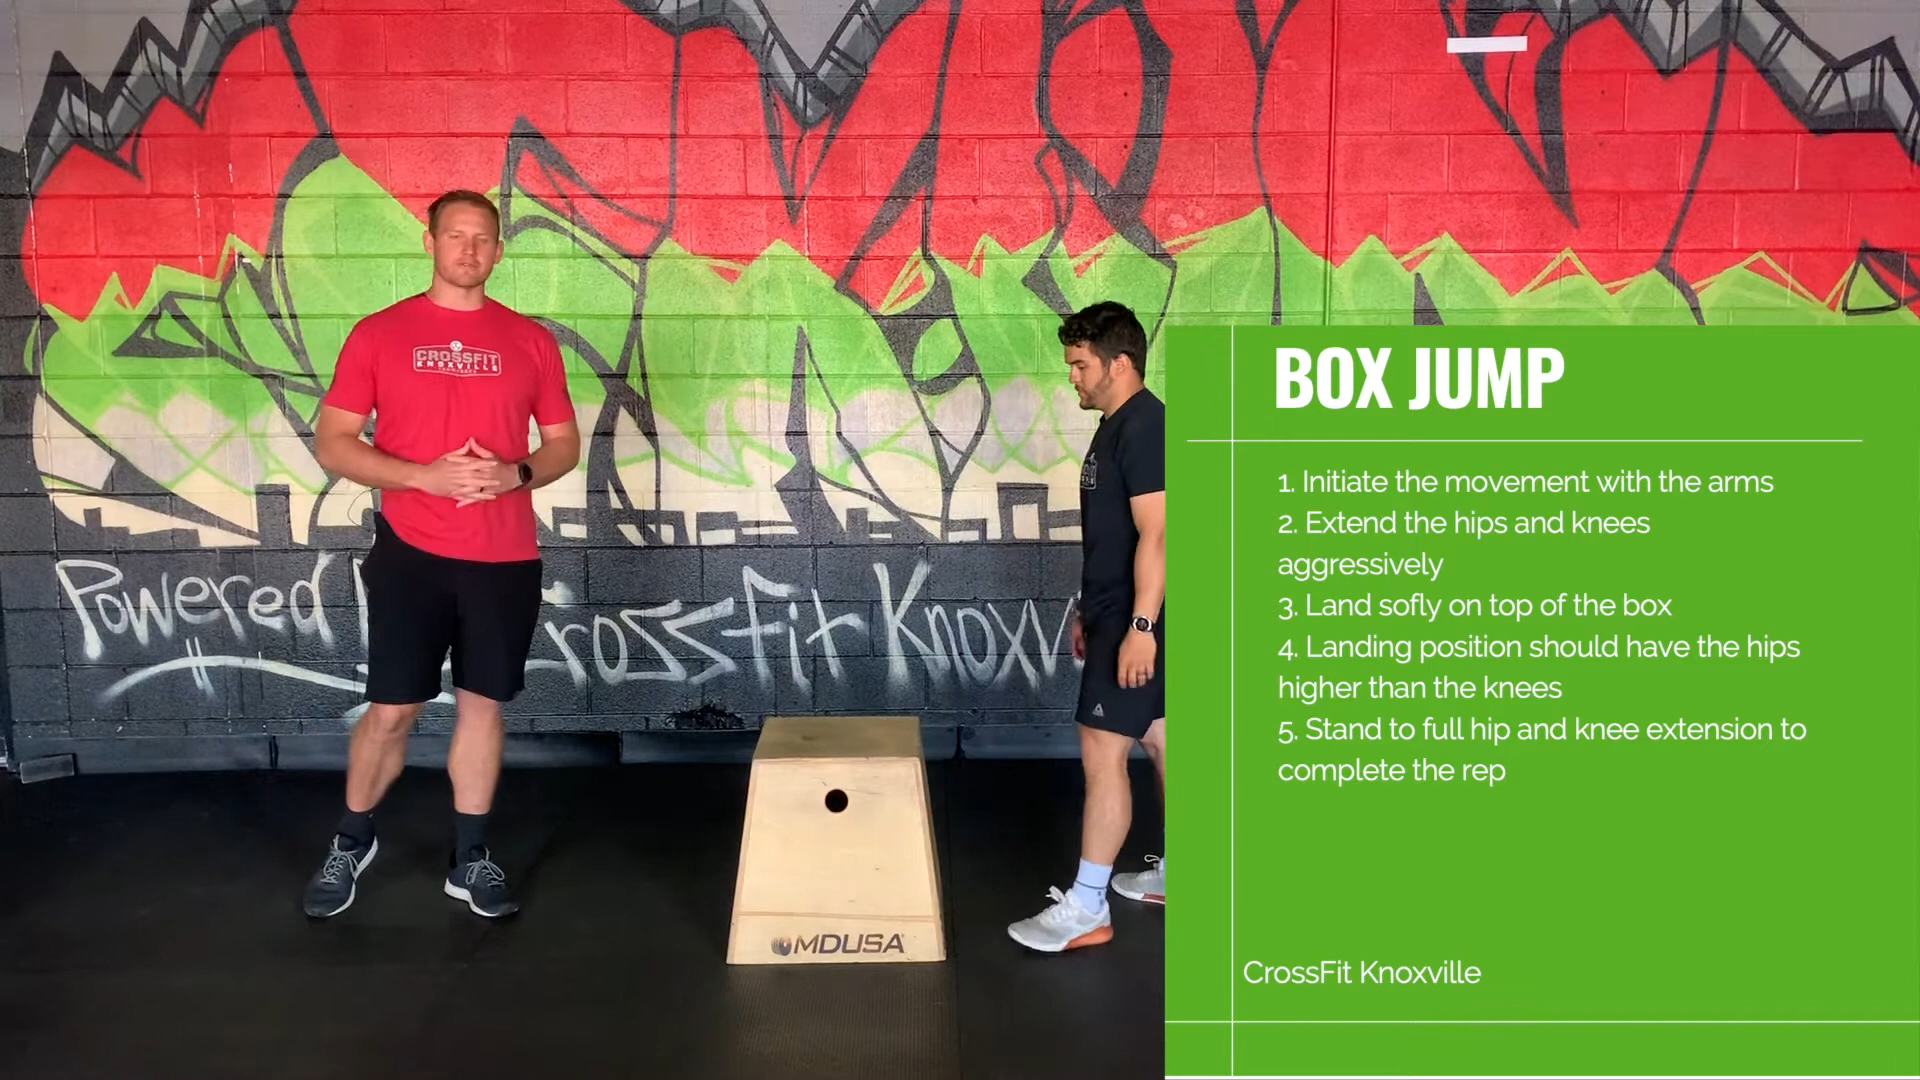 CROSSFIT
KNOXVILLE
Powered
CrossFit Knoxv
MDUSA
BOX JUMP
1. Initiate the movement with the arms
2. Extend the hips and knees
aggressively
3. Land sofly on top of the box
4. Landing position should have the hips
higher than the knees
5. Stand to full hip and knee extension to
complete the rep
CrossFit Knoxville